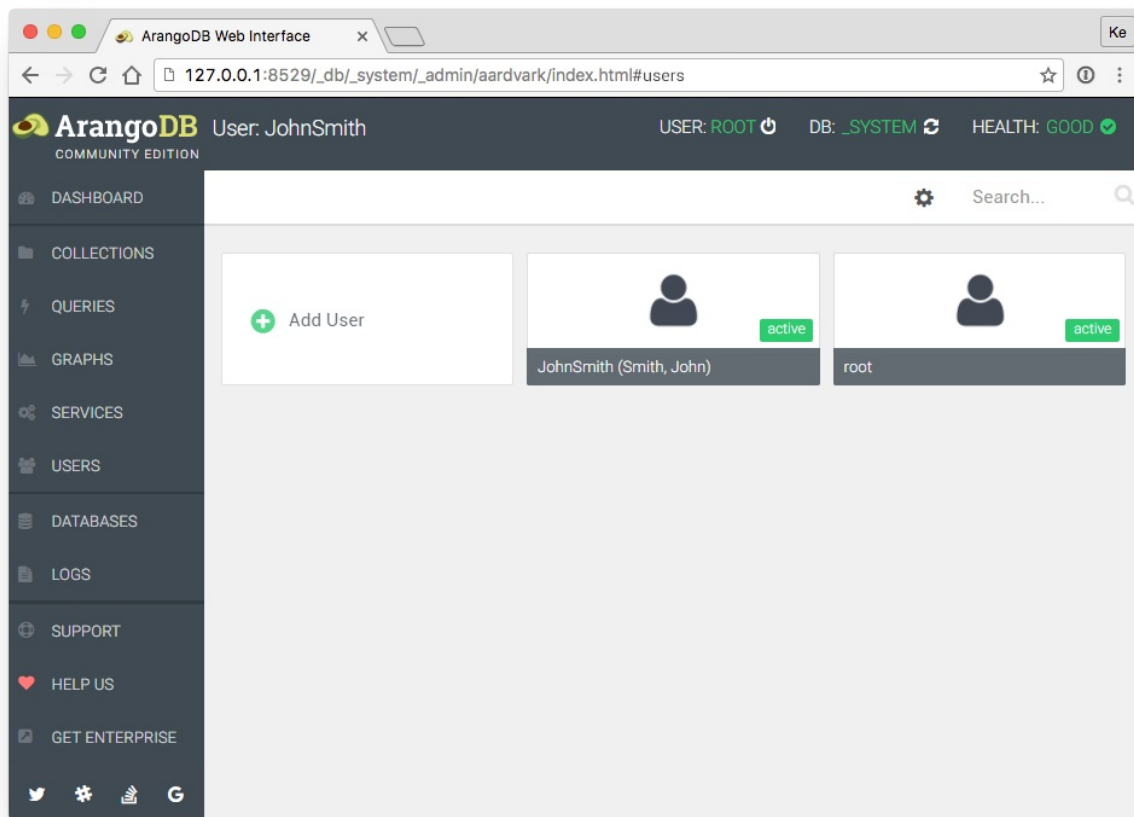 ArangoDB Web Interface
Ke
127.0.0.1:8529/_db/_system/_admin/aardvark/index.html#users
ArangoDB User: JohnSmith USER: ROOT DB: _SYSTEM HEALTH: GOOD
COMMUNITY EDITION
DASHBOARD
Search...
COLLECTIONS
QUERIES
GRAPHS
SERVICES
USERS
DATABASES
LOGS
SUPPORT
HELP US
GET ENTERPRISE
Add User
active
JohnSmith (Smith, John)
active
root